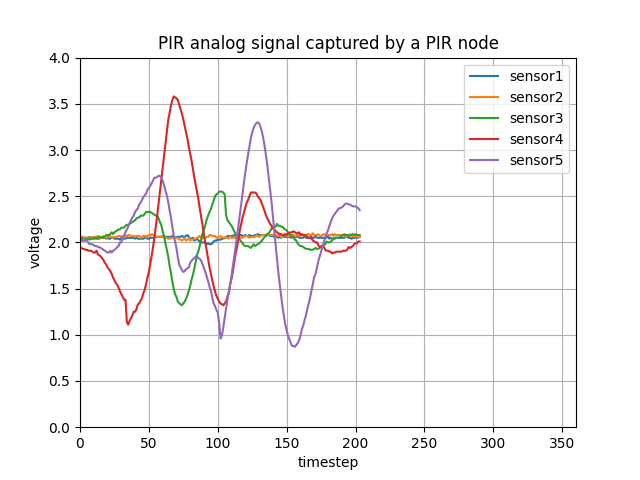 PIR analog signal captured by a PIR node
4.0
3.5
3.0
2.5
2.0
1.5
1.0
0.5
0.0
voltage
sensor1
sensor2
sensor3
sensor4
sensor5
0 50 100 150 200 250 300 350
timestep